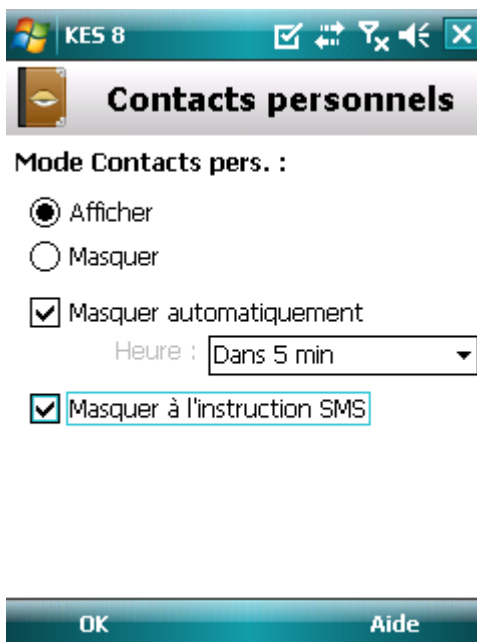 KES 8
Contacts personnels
Mode Contacts pers. :
Afficher
Masquer
Masquer automatiquement
Heure : Dans 5 min
Masquer à l'instruction SMS
OK Aide